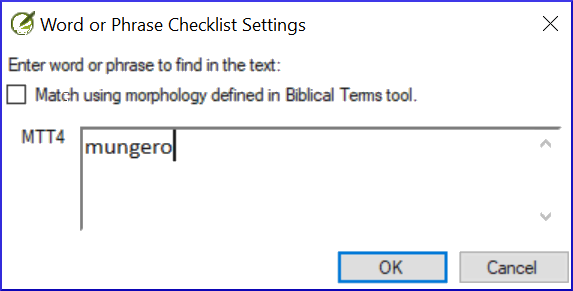 Word or Phrase Checklist Settings
Enter word or phrase to find in the text:
Match using morphology defined in Biblical Terms tool.
MTT4 mungero
OK Cancel